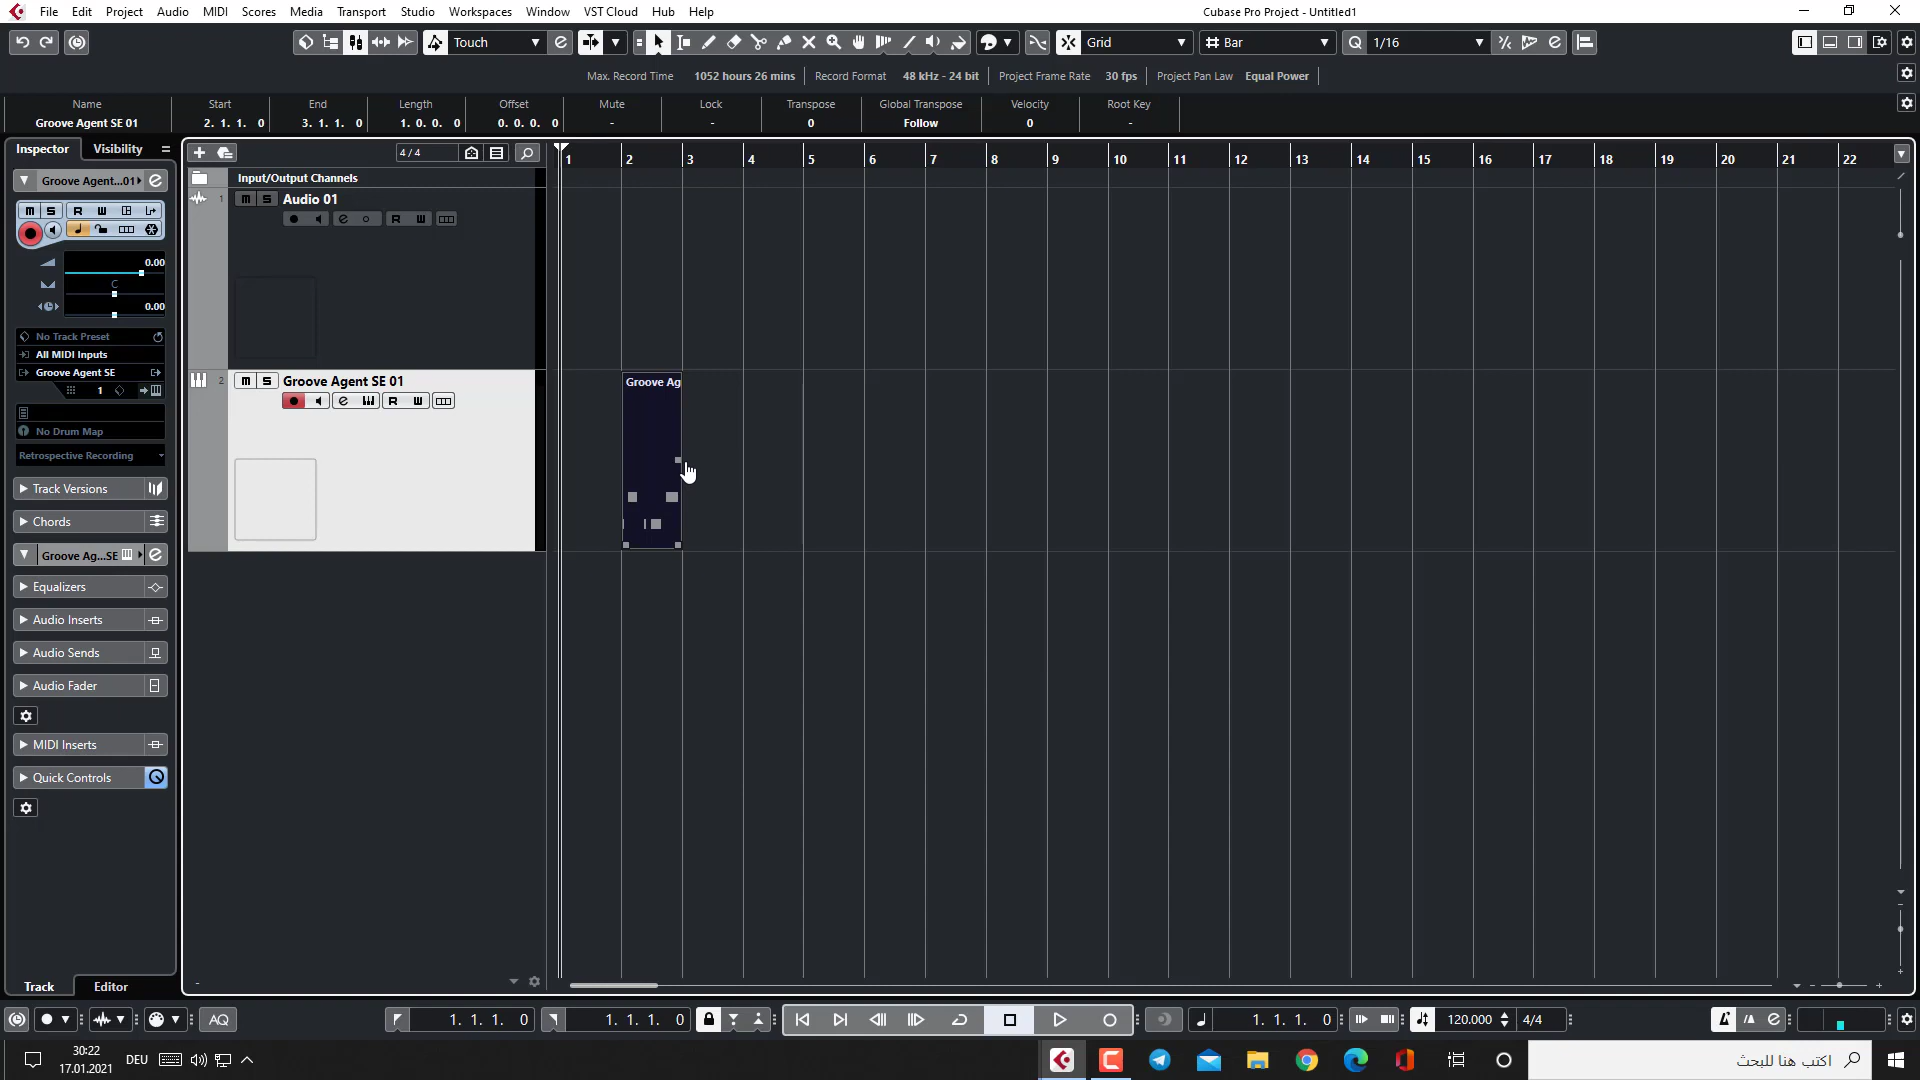 File Edit Project Audio MIDI Scores Media Transport Studio Workspaces Window VST Cloud Hub Help
Cubase Pro Project - Untitled1
Touch
Grid
Bar
Q 1/16
Max. Record Time 1052 hours 26 mins Record Format 48 kHz - 24 bit Project Frame Rate 30 fps Project Pan Law Equal Power
Name Start End Length Offset Mute Lock Transpose Global Transpose Velocity Root Key
Groove Agent SE 01 2. 1. 1. 0 3. 1. 1. 0 1. 0. 0. 0 0. 0. 0. 0 - - 0 Follow 0 -
Inspector Visibility
4/4
1 2 3 4 5 6 7 8 9 10 11 12 13 14 15 16 17 18 19 20 21 22
Groove Agent...01
Input/Output Channels
1 m S Audio 01
R W
m S R W
R W
0.00
C
0.00
No Track Preset
All MIDI Inputs
Groove Agent SE
1
2 m S Groove Agent SE 01
R W
Groove Ag
No Drum Map
Retrospective Recording
Track Versions
Chords
Groove Ag...SE
Equalizers
Audio Inserts
Audio Sends
Audio Fader
MIDI Inserts
Quick Controls
Track Editor
AQ
1. 1. 1. 0
1. 1. 1. 0
1. 1. 1. 0
120.000
4/4
30:22
17.01.2021
DEU
اكتب هنا للبحث